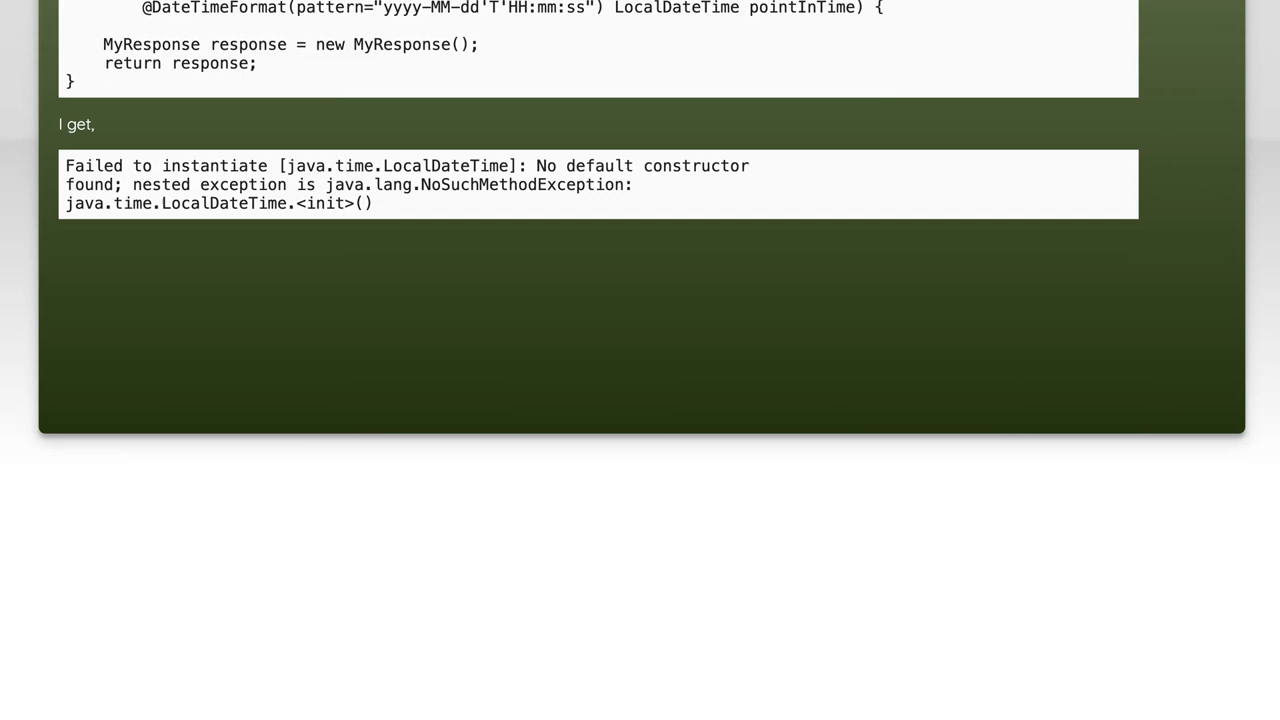 @DateTimeFormat(pattern="yyyy-MM-dd'T'HH:mm:ss") LocalDateTime pointInTime) {
MyResponse response = new MyResponse();
return response;
}
I get,
Failed to instantiate [java.time.LocalDateTime]: No default constructor
found; nested exception is java.lang.NoSuchMethodException:
java.time.LocalDateTime.<init>()